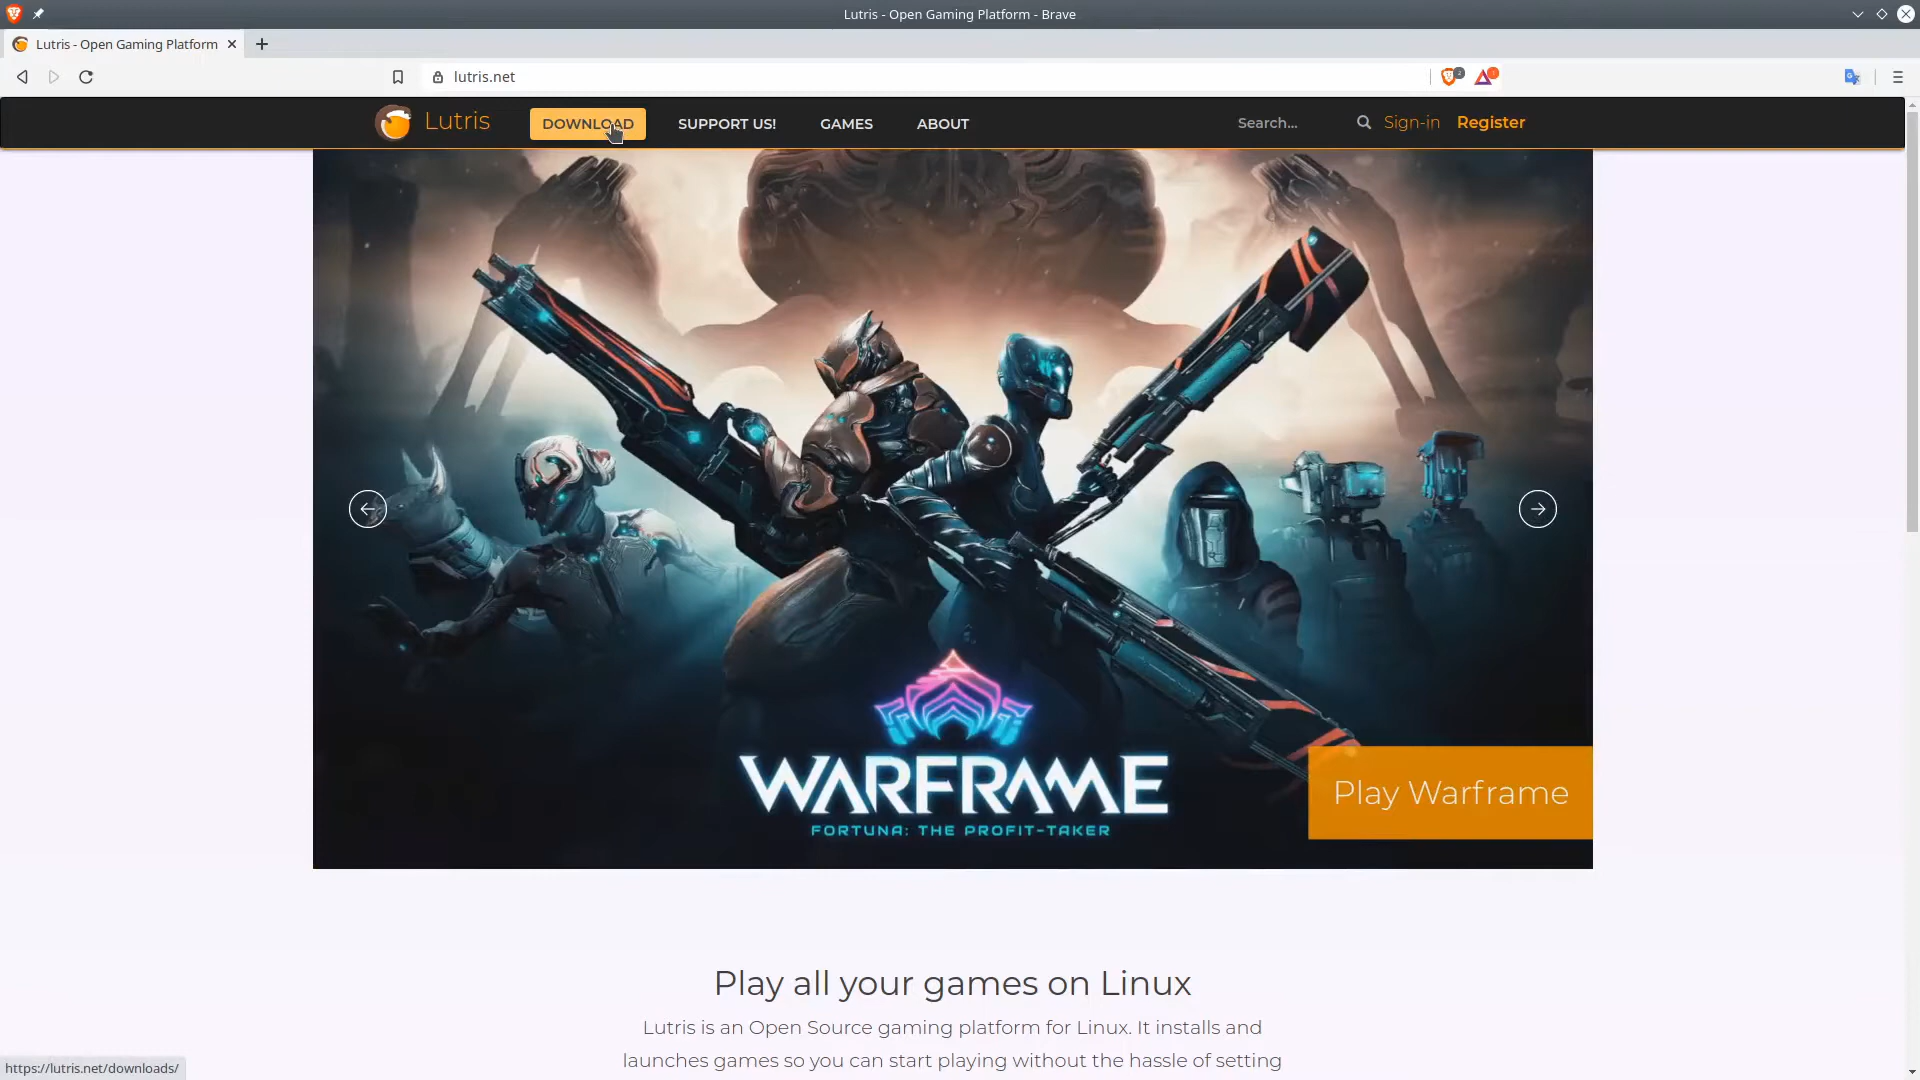 Lutris - Open Gaming Platform - Brave
Lutris - Open Gaming Platform
lutris.net
2
1
Lutris
DOWNLOAD
SUPPORT US!
GAMES
ABOUT
Search...
Sign-in
Register
WARFRAME
FORTUNA: THE PROFIT-TAKER
Play Warframe
Play all your games on Linux
Lutris is an Open Source gaming platform for Linux. It installs and
launches games so you can start playing without the hassle of setting
https://lutris.net/downloads/